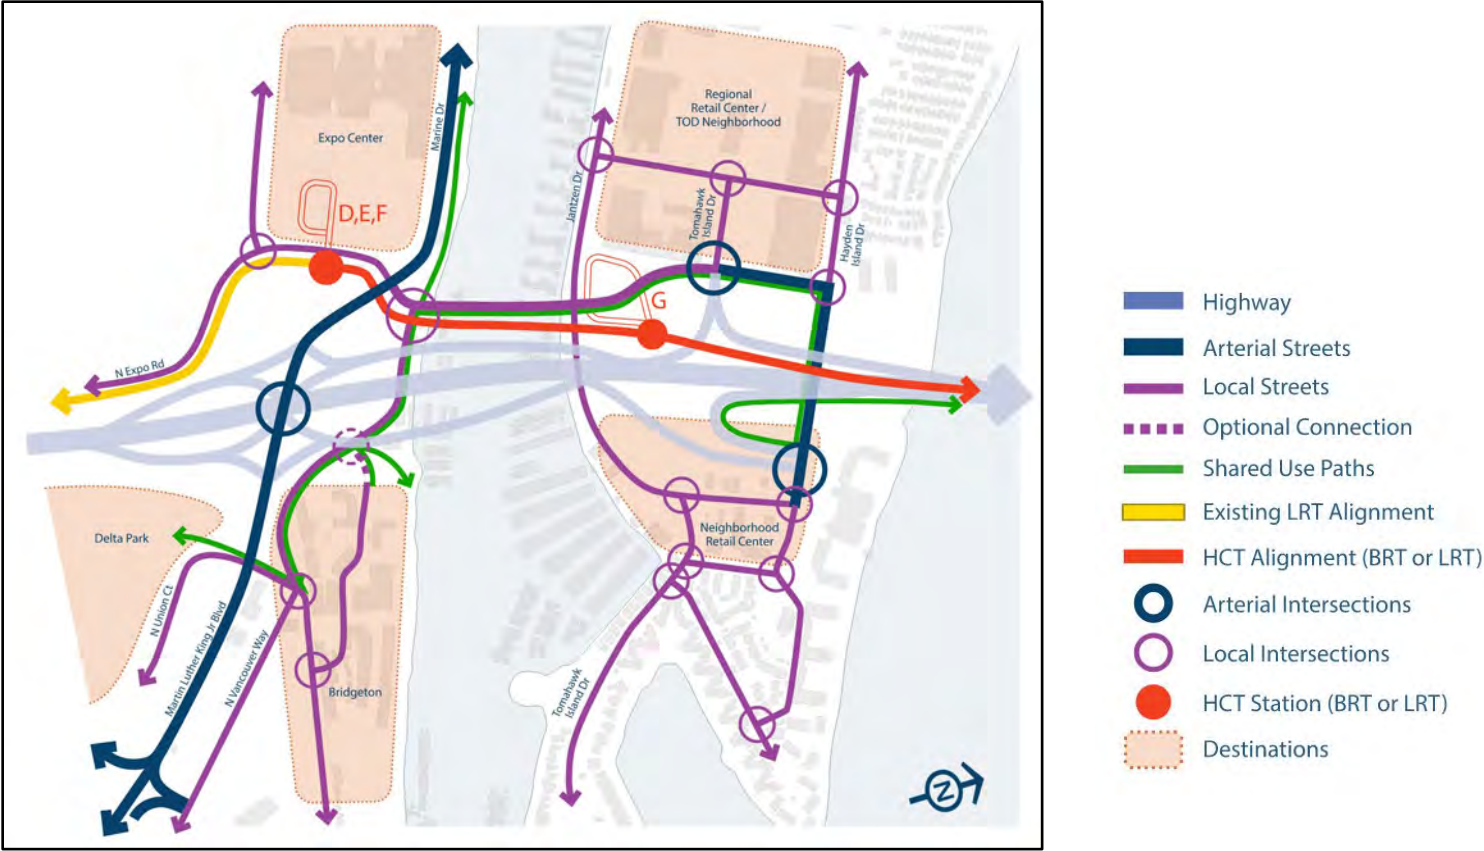 Expo Center
Marine Dr
D,E,F
N Expo Rd
Regional
Retail Center /
TOD Neighborhood
Jantzen Dr
Tomahawk
Island Dr
Hayden
Island Dr
G
Delta Park
N Union Ct
Martin Luther King Jr Blvd
N Vancouver Way
Bridgeton
Neighborhood
Retail Center
Tomahawk
Island Dr
N
Highway
Arterial Streets
Local Streets
Optional Connection
Shared Use Paths
Existing LRT Alignment
HCT Alignment (BRT or LRT)
Arterial Intersections
Local Intersections
HCT Station (BRT or LRT)
Destinations